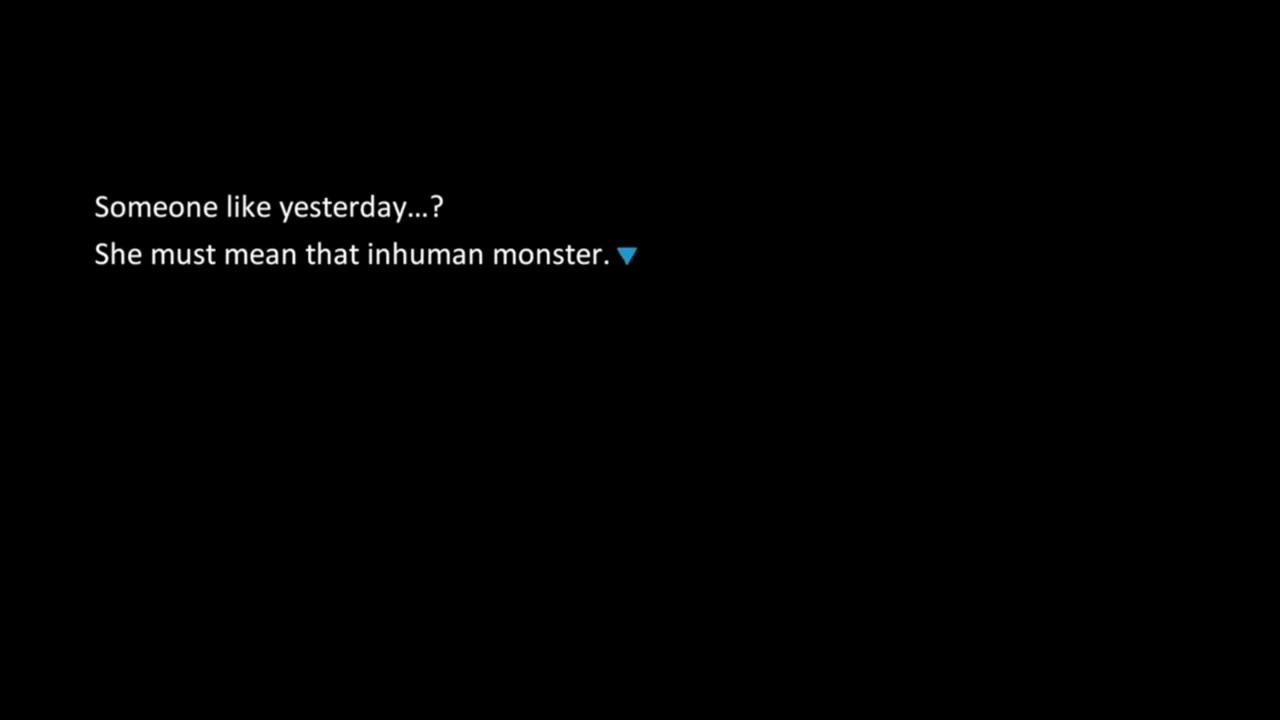 Someone like yesterday...?
She must mean that inhuman monster.